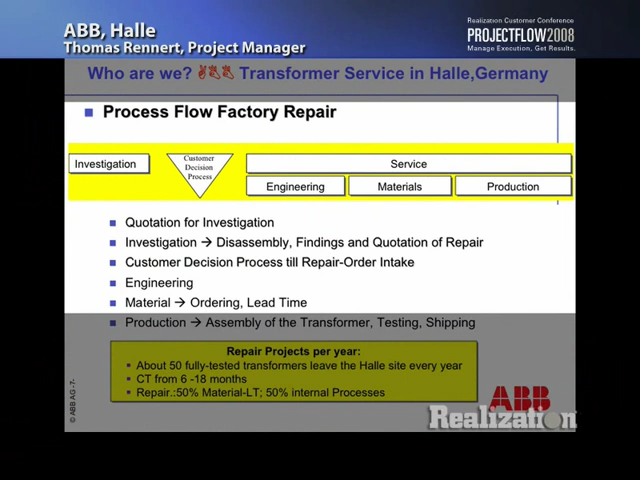 ABB, Halle
Thomas Rennert, Project Manager
Realization Customer Conference
PROJECTFLOW2008
Manage Execution, Get Results.
Who are we? Transformer Service in Halle,Germany
Process Flow Factory Repair
Investigation
Customer
Decision
Process
Service
Engineering
Materials
Production
Quotation for Investigation
Investigation → Disassembly, Findings and Quotation of Repair
Customer Decision Process till Repair-Order Intake
Engineering
Material → Ordering, Lead Time
Production → Assembly of the Transformer, Testing, Shipping
Repair Projects per year:
About 50 fully-tested transformers leave the Halle site every year
CT from 6 -18 months
Repair.:50% Material-LT; 50% internal Processes
© ABB AG -7-
ABB
Realization